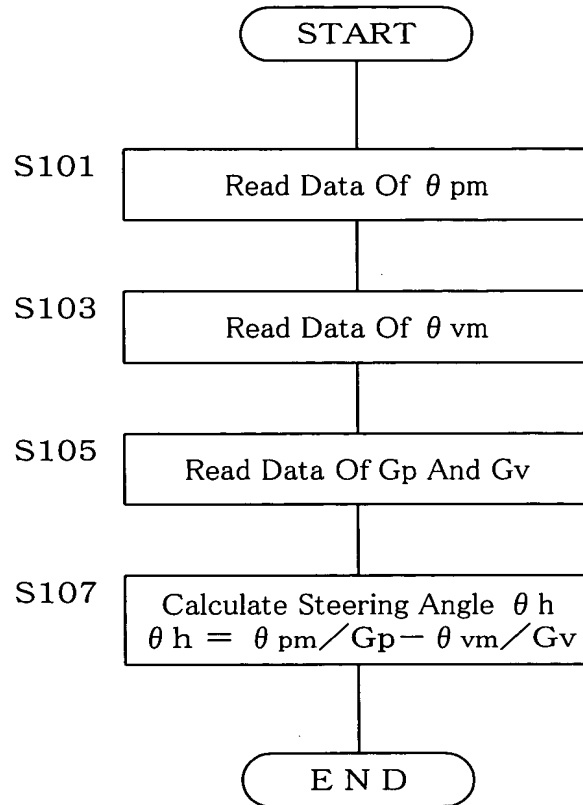 START
S101
Read Data Of θ pm
S103
Read Data Of θ vm
S105
Read Data Of Gp And Gv
S107
Calculate Steering Angle θ h
θ h = θ pm／Gp－ θ vm／Gv
E N D